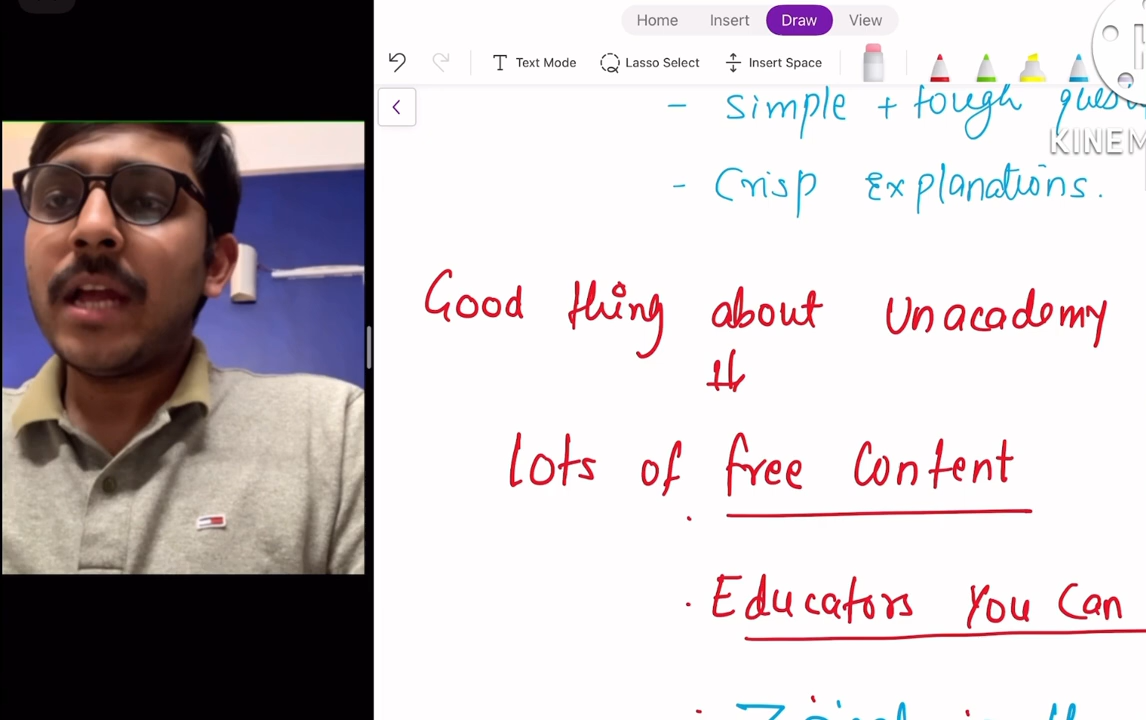 Home Insert Draw View
Text Mode Lasso Select Insert Space
- Simple + tough
KINEM
- Crisp Explanations.
Good thing about Unacademy
lots of free Content
. Educators You Can